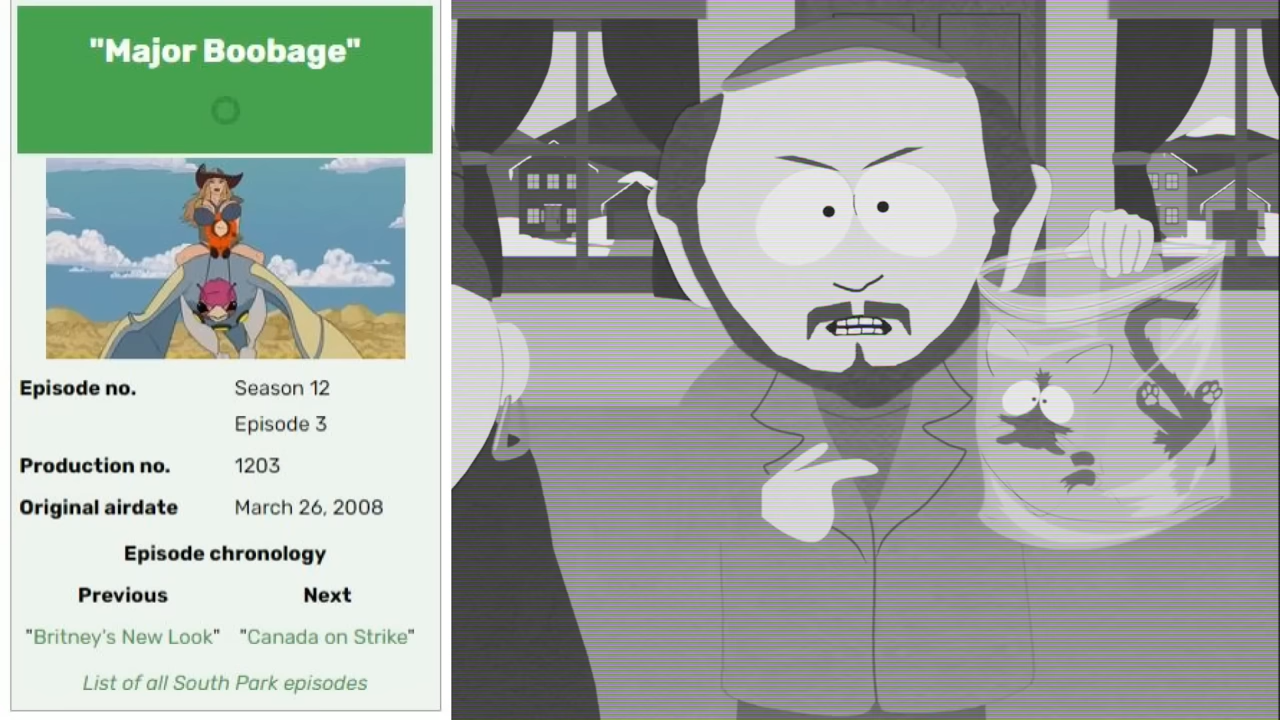 "Major Boobage"
Episode no. Season 12
Episode 3
Production no. 1203
Original airdate March 26, 2008
Episode chronology
Previous Next
"Britney's New Look" "Canada on Strike"
List of all South Park episodes